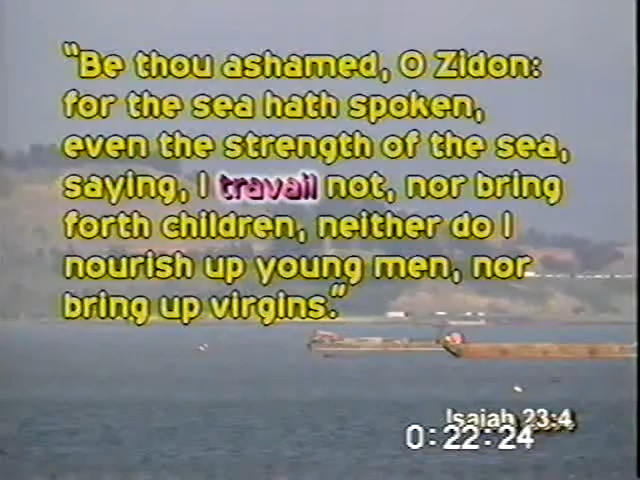 “Be thou ashamed, O Zidon:
for the sea hath spoken,
even the strength of the sea,
saying, I travail not, nor bring
forth children, neither do I
nourish up young men, nor
bring up virgins.”
Isaiah 23:4
0:22:24